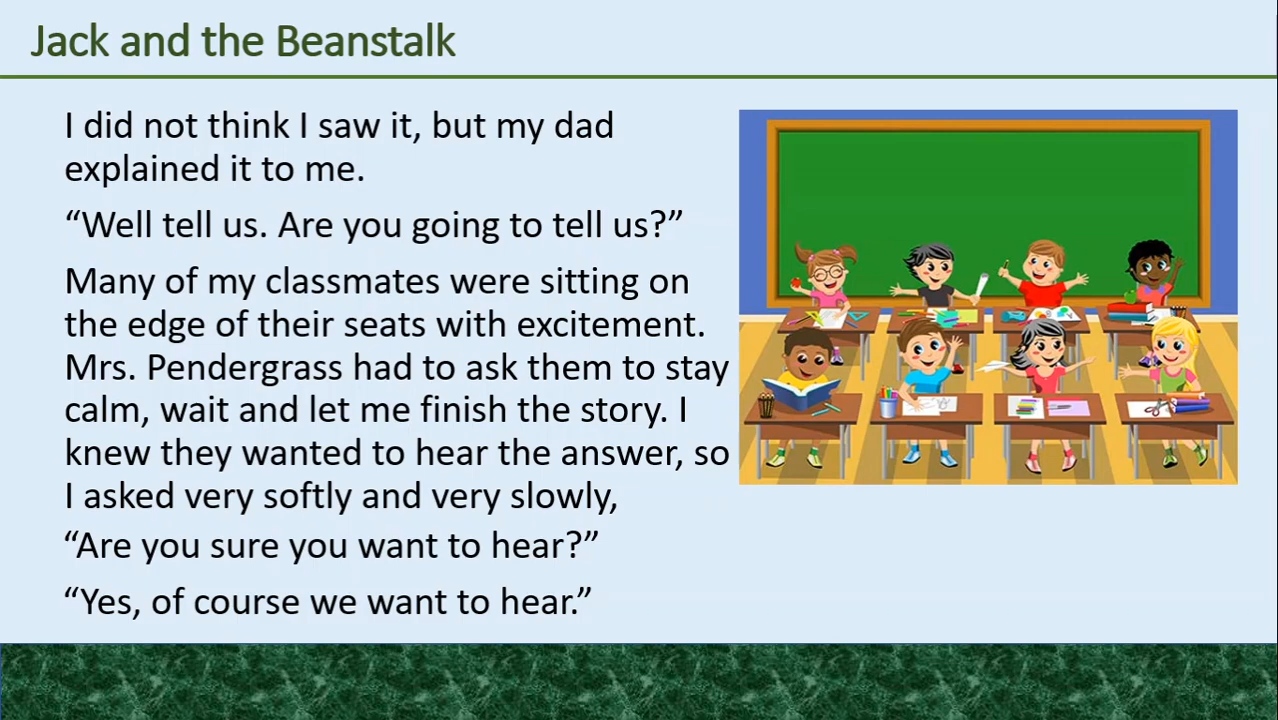 Jack and the Beanstalk
I did not think I saw it, but my dad
explained it to me.
“Well tell us. Are you going to tell us?”
Many of my classmates were sitting on
the edge of their seats with excitement.
Mrs. Pendergrass had to ask them to stay
calm, wait and let me finish the story. I
knew they wanted to hear the answer, so
I asked very softly and very slowly,
“Are you sure you want to hear?”
“Yes, of course we want to hear.”